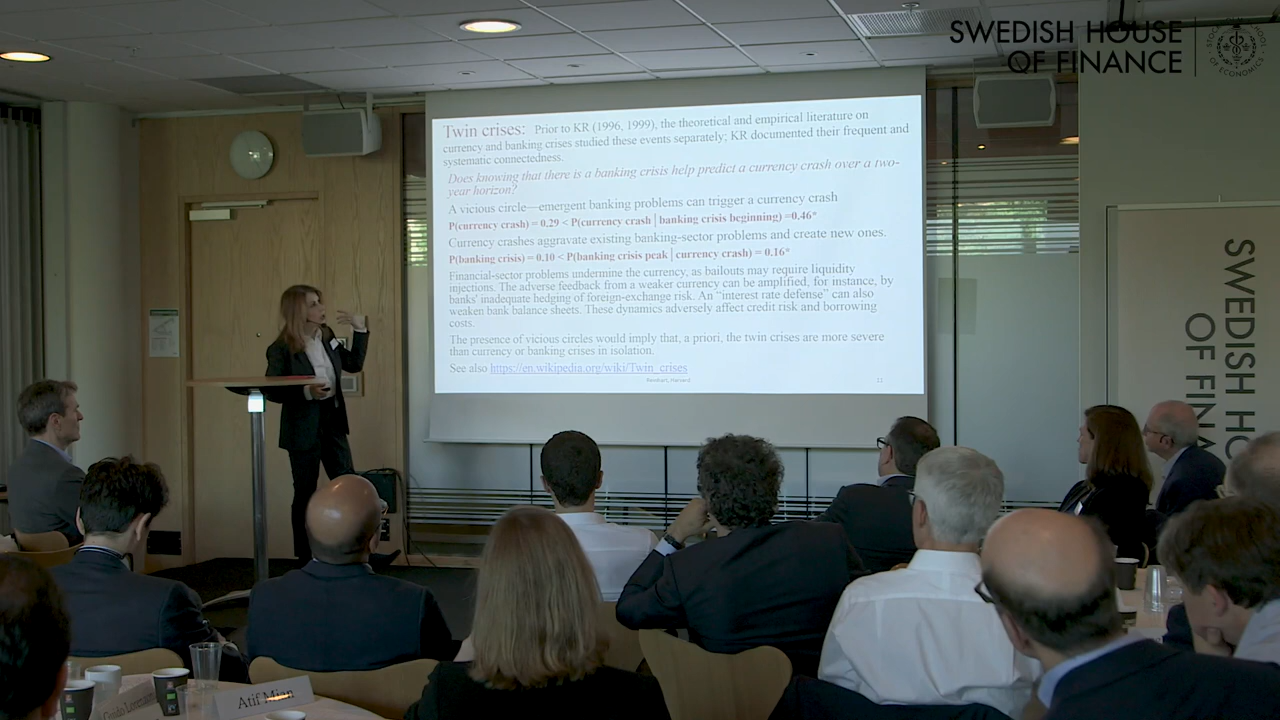 SWEDISH HOUSE
OF FINANCE
Twin crises: Prior to KR (1996, 1999), the theoretical and empirical literature on
currency and banking crises studied these events separately; KR documented their frequent and
systematic connectedness.
Does knowing that there is a banking crisis help predict a currency crash over a two-
year horizon?
A vicious circle—emergent banking problems can trigger a currency crash
P(currency crash) = 0.29 < P(currency crash | banking crisis beginning) =0.46*
Currency crashes aggravate existing banking-sector problems and create new ones.
P(banking crisis) = 0.10 < P(banking crisis peak | currency crash) = 0.16*
Financial-sector problems undermine the currency, as bailouts may require liquidity
injections. The adverse feedback from a weaker currency can be amplified, for instance, by
banks' inadequate hedging of foreign-exchange risk. An "interest rate defense" can also
weaken bank balance sheets. These dynamics adversely affect credit risk and borrowing
costs.
The presence of vicious circles would imply that, a priori, the twin crises are more severe
than currency or banking crises in isolation.
See also https://en.wikipedia.org/wiki/Twin_crises
Reinhart, Harvard
11
SWEDISH HO
OF FINA
Atif Mian